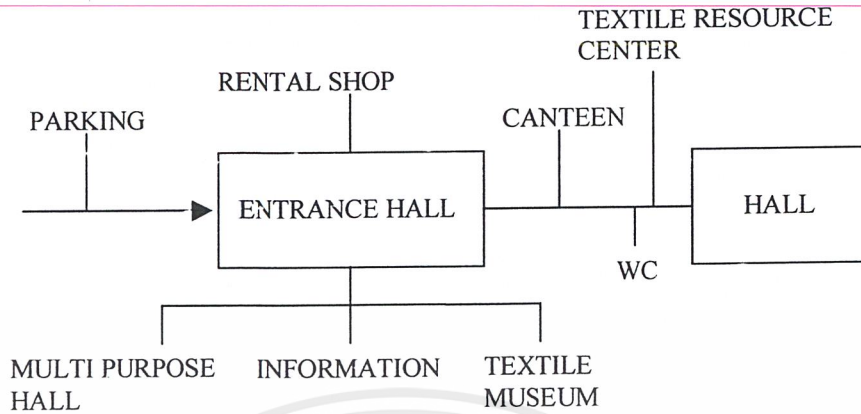 TEXTILE RESOURCE
CENTER
RENTAL SHOP
PARKING
CANTEEN
ENTRANCE HALL
HALL
WC
MULTI PURPOSE
HALL
INFORMATION
TEXTILE
MUSEUM